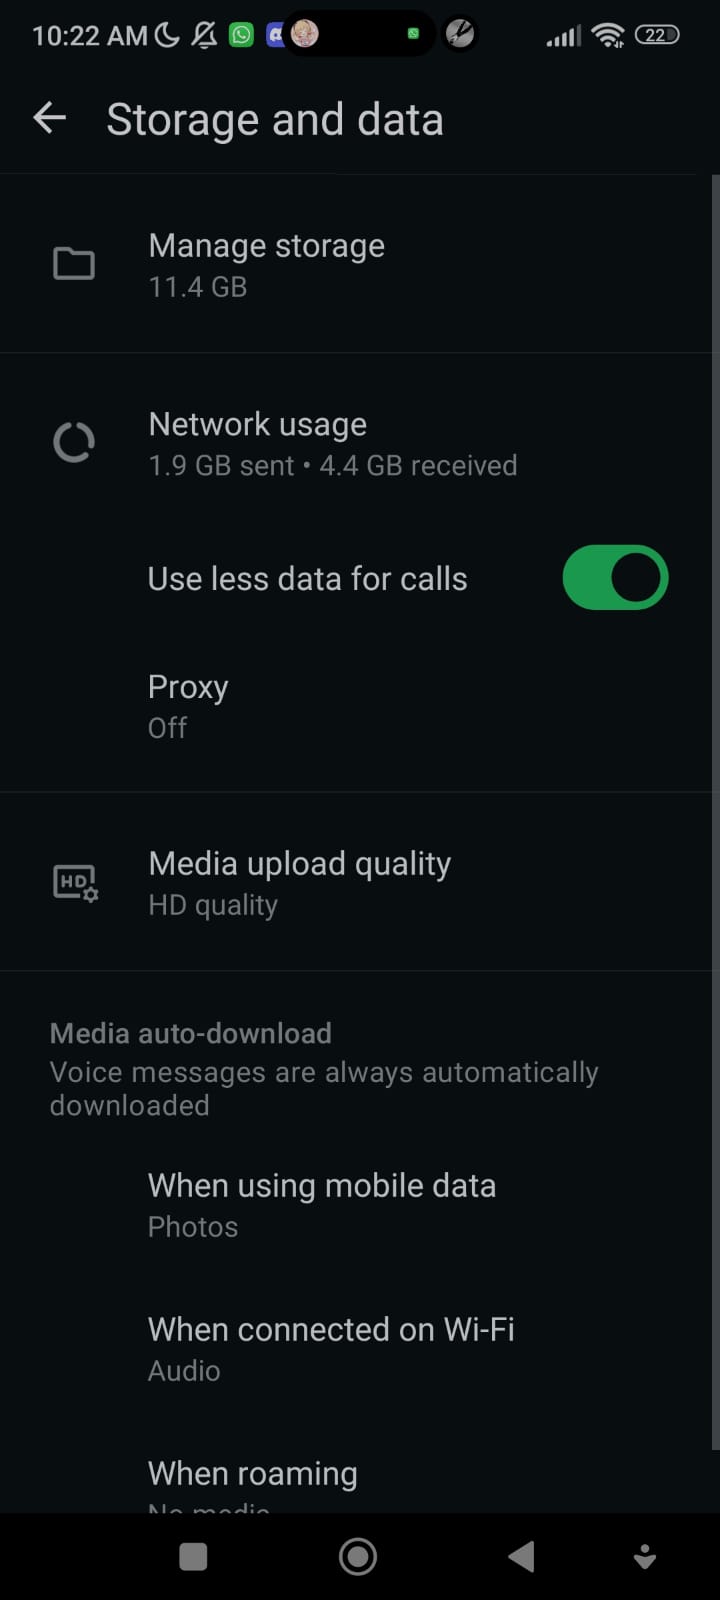 10:22 AM
22
Storage and data
Manage storage
11.4 GB
Network usage
1.9 GB sent • 4.4 GB received
Use less data for calls
Proxy
Off
HD
Media upload quality
HD quality
Media auto-download
Voice messages are always automatically
downloaded
When using mobile data
Photos
When connected on Wi-Fi
Audio
When roaming
No media